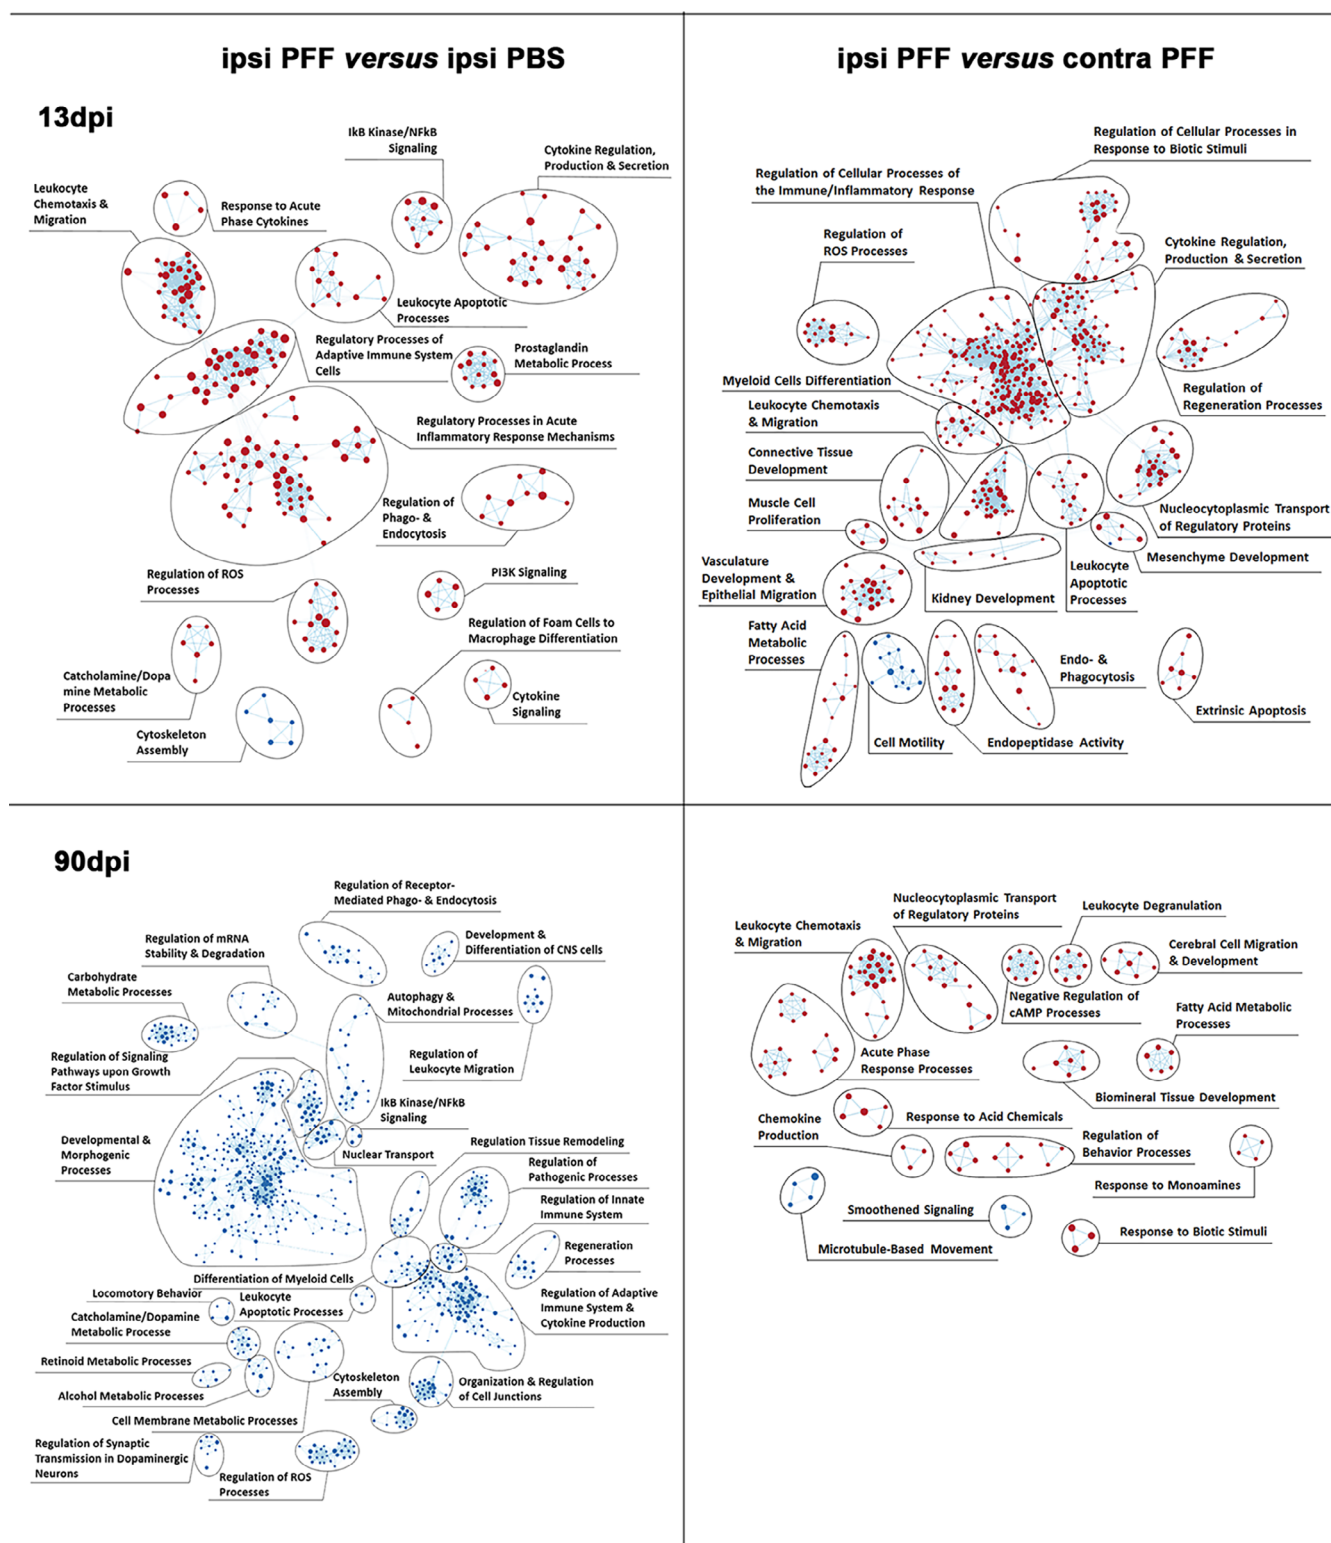 ipsi PFF versus ipsi PBS
ipsi PFF versus contra PFF
13dpi
IkB Kinase/NFkB
Signaling
Cytokine Regulation,
Production & Secretion
Leukocyte
Chemotaxis &
Migration
Response to Acute
Phase Cytokines
Leukocyte Apoptotic
Processes
Regulatory Processes of
Adaptive Immune System
Cells
Prostaglandin
Metabolic Process
Regulatory Processes in Acute
Inflammatory Response Mechanisms
Regulation of
Phago- &
Endocytosis
Regulation of ROS
Processes
PI3K Signaling
Regulation of Foam Cells to
Macrophage Differentiation
Catcholamine/Dopa
mine Metabolic
Processes
Cytokine
Signaling
Cytoskeleton
Assembly
Regulation of Cellular Processes in
Response to Biotic Stimuli
Regulation of Cellular Processes of
the Immune/Inflammatory Response
Regulation of
ROS Processes
Cytokine Regulation,
Production & Secretion
Myeloid Cells Differentiation
Regulation of
Regeneration Processes
Leukocyte Chemotaxis
& Migration
Connective Tissue
Development
Muscle Cell
Proliferation
Nucleocytoplasmic Transport
of Regulatory Proteins
Mesenchyme Development
Vasculature
Development &
Epithelial Migration
Leukocyte
Apoptotic
Processes
Kidney Development
Fatty Acid
Metabolic
Processes
Endo- &
Phagocytosis
Extrinsic Apoptosis
Cell Motility
Endopeptidase Activity
90dpi
Regulation of Receptor-
Mediated Phago- & Endocytosis
Regulation of mRNA
Stability & Degradation
Development &
Differentiation of CNS cells
Carbohydrate
Metabolic Processes
Autophagy &
Mitochondrial Processes
Regulation of Signaling
Pathways upon Growth
Factor Stimulus
Regulation of
Leukocyte Migration
IkB Kinase/NFkB
Signaling
Developmental &
Morphogenic
Processes
Nuclear Transport
Regulation Tissue Remodeling
Regulation of
Pathogenic Processes
Regulation of Innate
Immune System
Regeneration
Processes
Differentiation of Myeloid Cells
Locomotory Behavior
Leukocyte
Apoptotic Processes
Regulation of Adaptive
Immune System &
Cytokine Production
Catcholamine/Dopamine
Metabolic Processe
Retinoid Metabolic Processes
Alcohol Metabolic Processes
Cytoskeleton
Assembly
Organization & Regulation
of Cell Junctions
Cell Membrane Metabolic Processes
Regulation of Synaptic
Transmission in Dopaminergic
Neurons
Regulation of ROS
Processes
Nucleocytoplasmic Transport
of Regulatory Proteins
Leukocyte Degranulation
Leukocyte Chemotaxis
& Migration
Cerebral Cell Migration
& Development
Negative Regulation of
cAMP Processes
Fatty Acid Metabolic
Processes
Acute Phase
Response Processes
Biomineral Tissue Development
Chemokine
Production
Response to Acid Chemicals
Regulation of
Behavior Processes
Response to Monoamines
Smoothened Signaling
Microtubule-Based Movement
Response to Biotic Stimuli